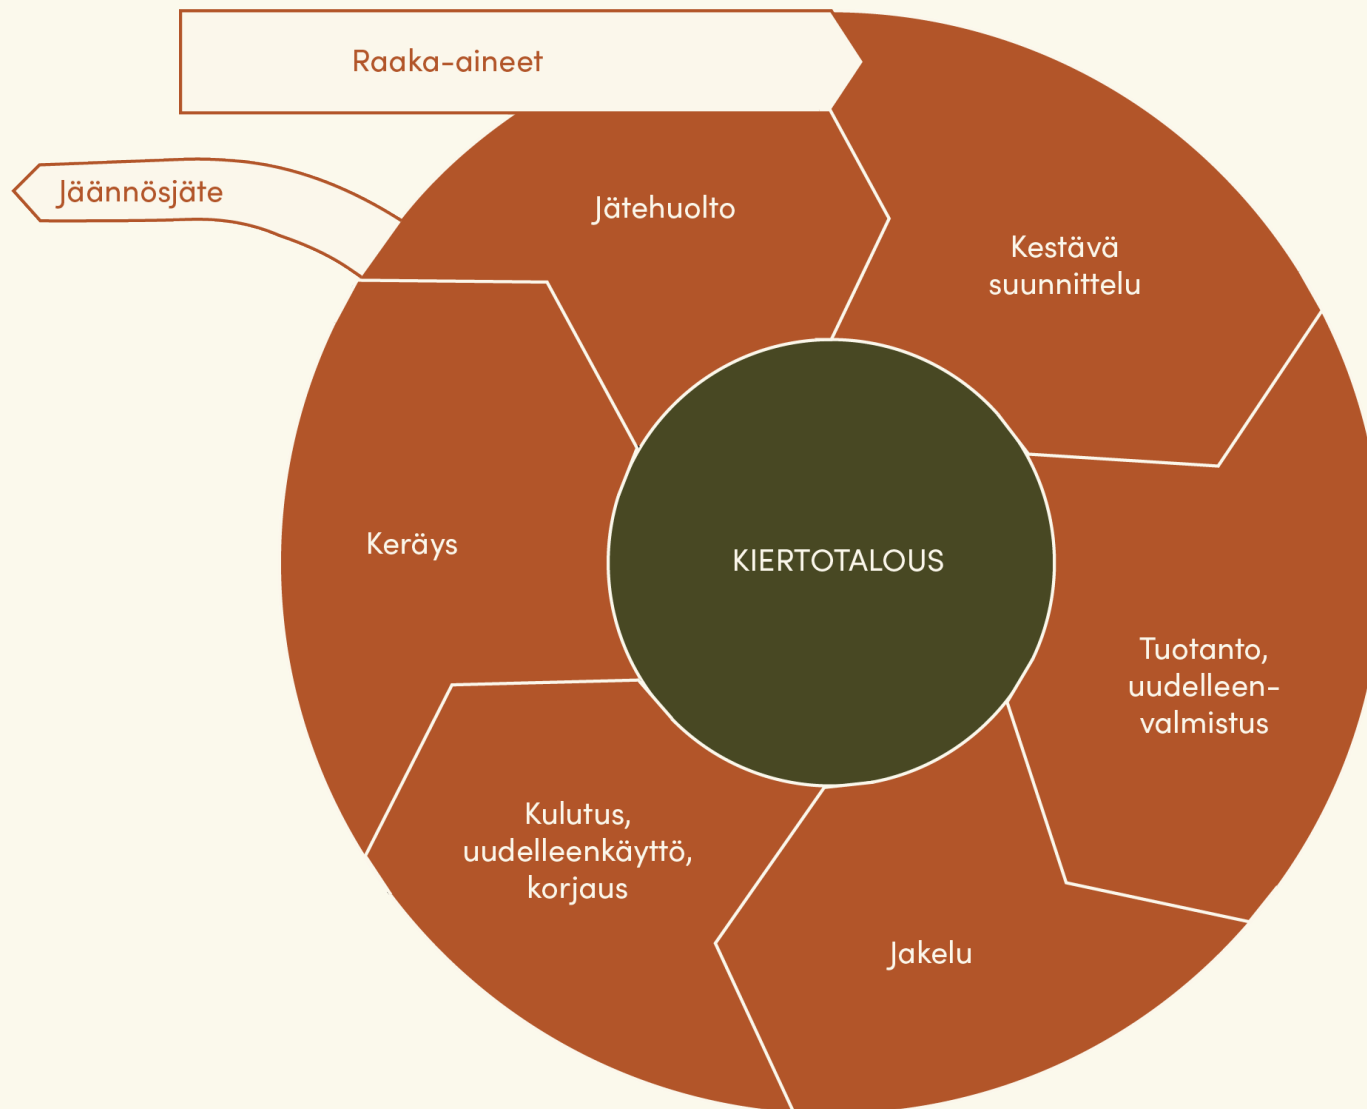 Raaka-aineet
Jäännösjäte
Jätehuolto
Kestävä
suunnittelu
Keräys
KIERTOTALOUS
Tuotanto,
uudelleen-
valmistus
Kulutus,
uudelleenkäyttö,
korjaus
Jakelu